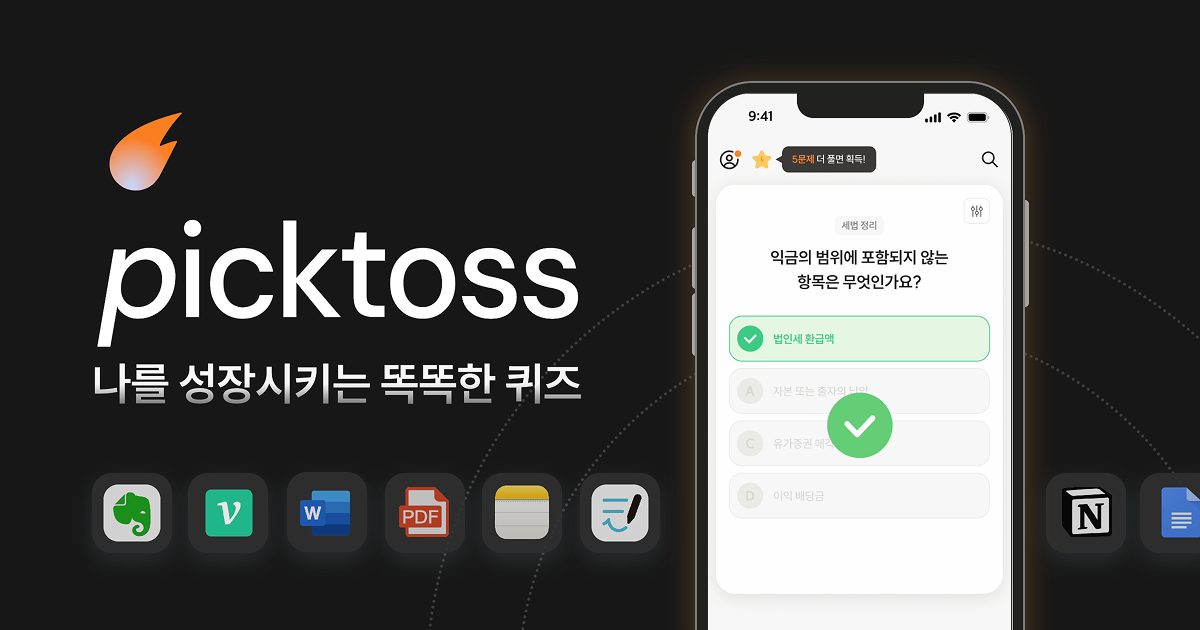 picktoss
나를 성장시키는 똑똑한 퀴즈
W
PDF
N
9:41
5문제 더 풀면 획득!
세법 정리
익금의 범위에 포함되지 않는
항목은 무엇인가요?
법인세 환급액
A 자본 또는 출자의 납입
C 유가증권 매각
D 이익 배당금